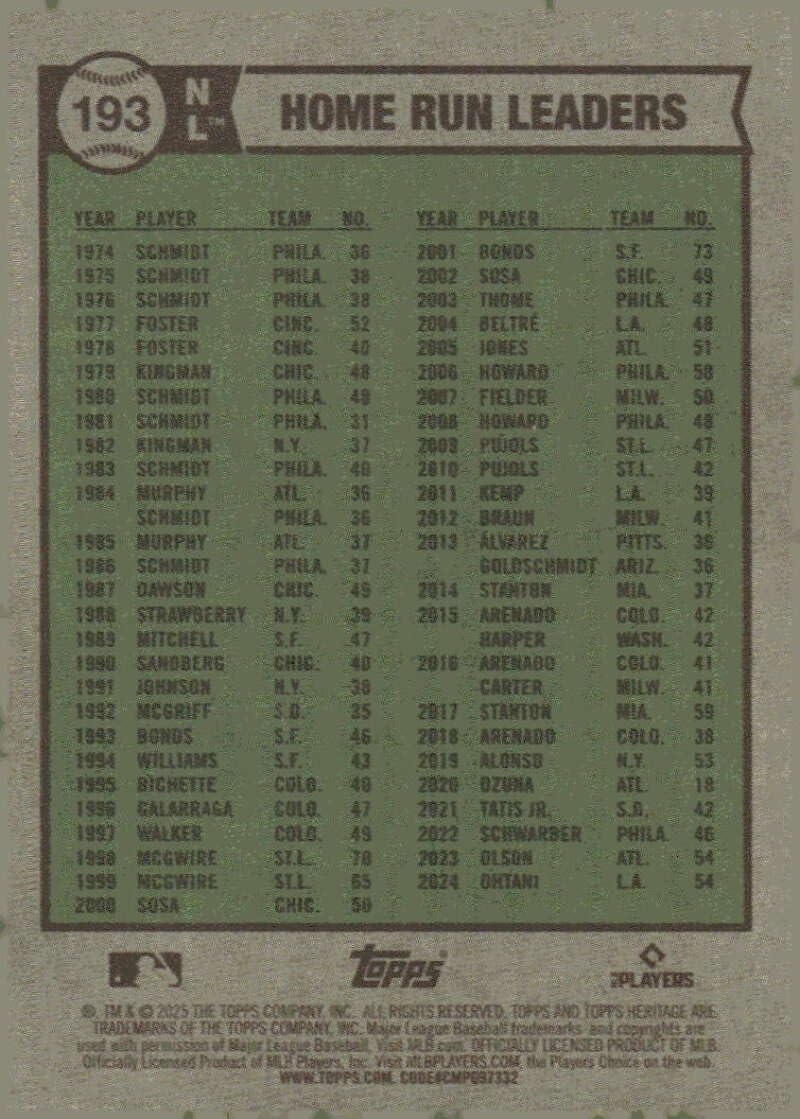 193
NL™
HOME RUN LEADERS
YEAR PLAYER TEAM NO.
1974 SCHMIDT PHILA. 36
1975 SCHMIDT PHILA. 38
1976 SCHMIDT PHILA. 38
1977 FOSTER CINC. 52
1978 FOSTER CINC. 40
1979 KINGMAN CHIC. 48
1980 SCHMIDT PHILA. 48
1981 SCHMIDT PHILA. 31
1982 KINGMAN N.Y. 37
1983 SCHMIDT PHILA. 40
1984 MURPHY ATL. 36
SCHMIDT PHILA. 36
1985 MURPHY ATL. 37
1986 SCHMIDT PHILA. 37
1987 DAWSON CHIC. 49
1988 STRAWBERRY N.Y. 39
1989 MITCHELL S.F. 47
1990 SANDBERG CHIC. 40
1991 JOHNSON N.Y. 38
1992 MCGRIFF S.D. 35
1993 BONDS S.F. 46
1994 WILLIAMS S.F. 43
1995 BICHETTE COLO. 40
1996 GALARRAGA COLO. 47
1997 WALKER COLO. 49
1998 MCGWIRE ST.L. 70
1999 MCGWIRE ST.L. 65
2000 SOSA CHIC. 50
YEAR PLAYER TEAM NO.
2001 BONDS S.F. 73
2002 SOSA CHIC. 49
2003 THOME PHILA. 47
2004 BELTRÉ L.A. 48
2005 JONES ATL. 51
2006 HOWARD PHILA. 58
2007 FIELDER MILW. 50
2008 HOWARD PHILA. 48
2009 PUJOLS ST.L. 47
2010 PUJOLS ST.L. 42
2011 KEMP L.A. 39
2012 BRAUN MILW. 41
2013 ÁLVAREZ PITTS. 36
GOLDSCHMIDT ARIZ. 36
2014 STANTON MIA. 37
2015 ARENADO COLO. 42
HARPER WASH. 42
2016 ARENADO COLO. 41
CARTER MILW. 41
2017 STANTON MIA. 59
2018 ARENADO COLO. 38
2019 ALONSO N.Y. 53
2020 OZUNA ATL. 18
2021 TATIS JR. S.D. 42
2022 SCHWARBER PHILA. 46
2023 OLSON ATL. 54
2024 OHTANI L.A. 54
Topps
PLAYERS
®, TM & © 2025 THE TOPPS COMPANY, INC. ALL RIGHTS RESERVED. TOPPS AND TOPPS HERITAGE ARE
TRADEMARKS OF THE TOPPS COMPANY, INC. Major League Baseball trademarks and copyrights are
used with permission of Major League Baseball. Visit MLB.com. OFFICIALLY LICENSED PRODUCT OF MLB.
Officially Licensed Product of MLB Players, Inc. Visit MLBPLAYERS.COM, the Players Choice on the web.
WWW.TOPPS.COM. CODE#CMP097332